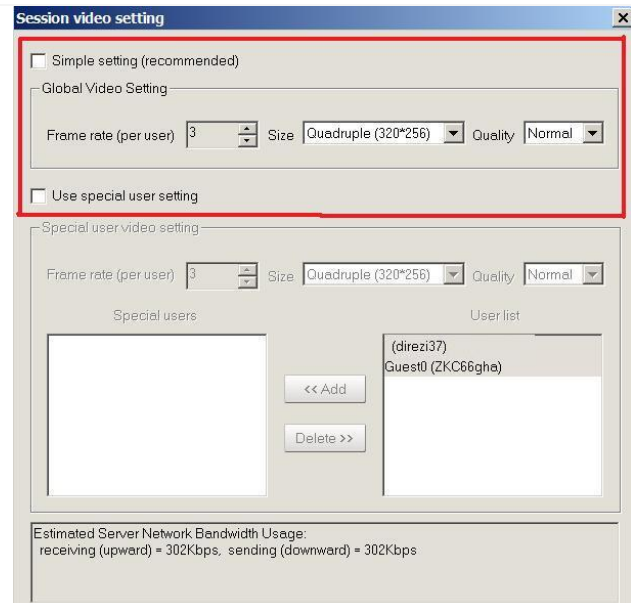 Session video setting
Simple setting (recommended)
Global Video Setting
Frame rate (per user) 3 Size Quadruple (320*256) Quality Normal
Use special user setting
Special user video setting
Frame rate (per user) 3 Size Quadruple (320*256) Quality Normal
Special users User list
(direzi37)
Guest0 (ZKC66gha)
<< Add
Delete >>
Estimated Server Network Bandwidth Usage:
receiving (upward) = 302Kbps, sending (downward) = 302Kbps